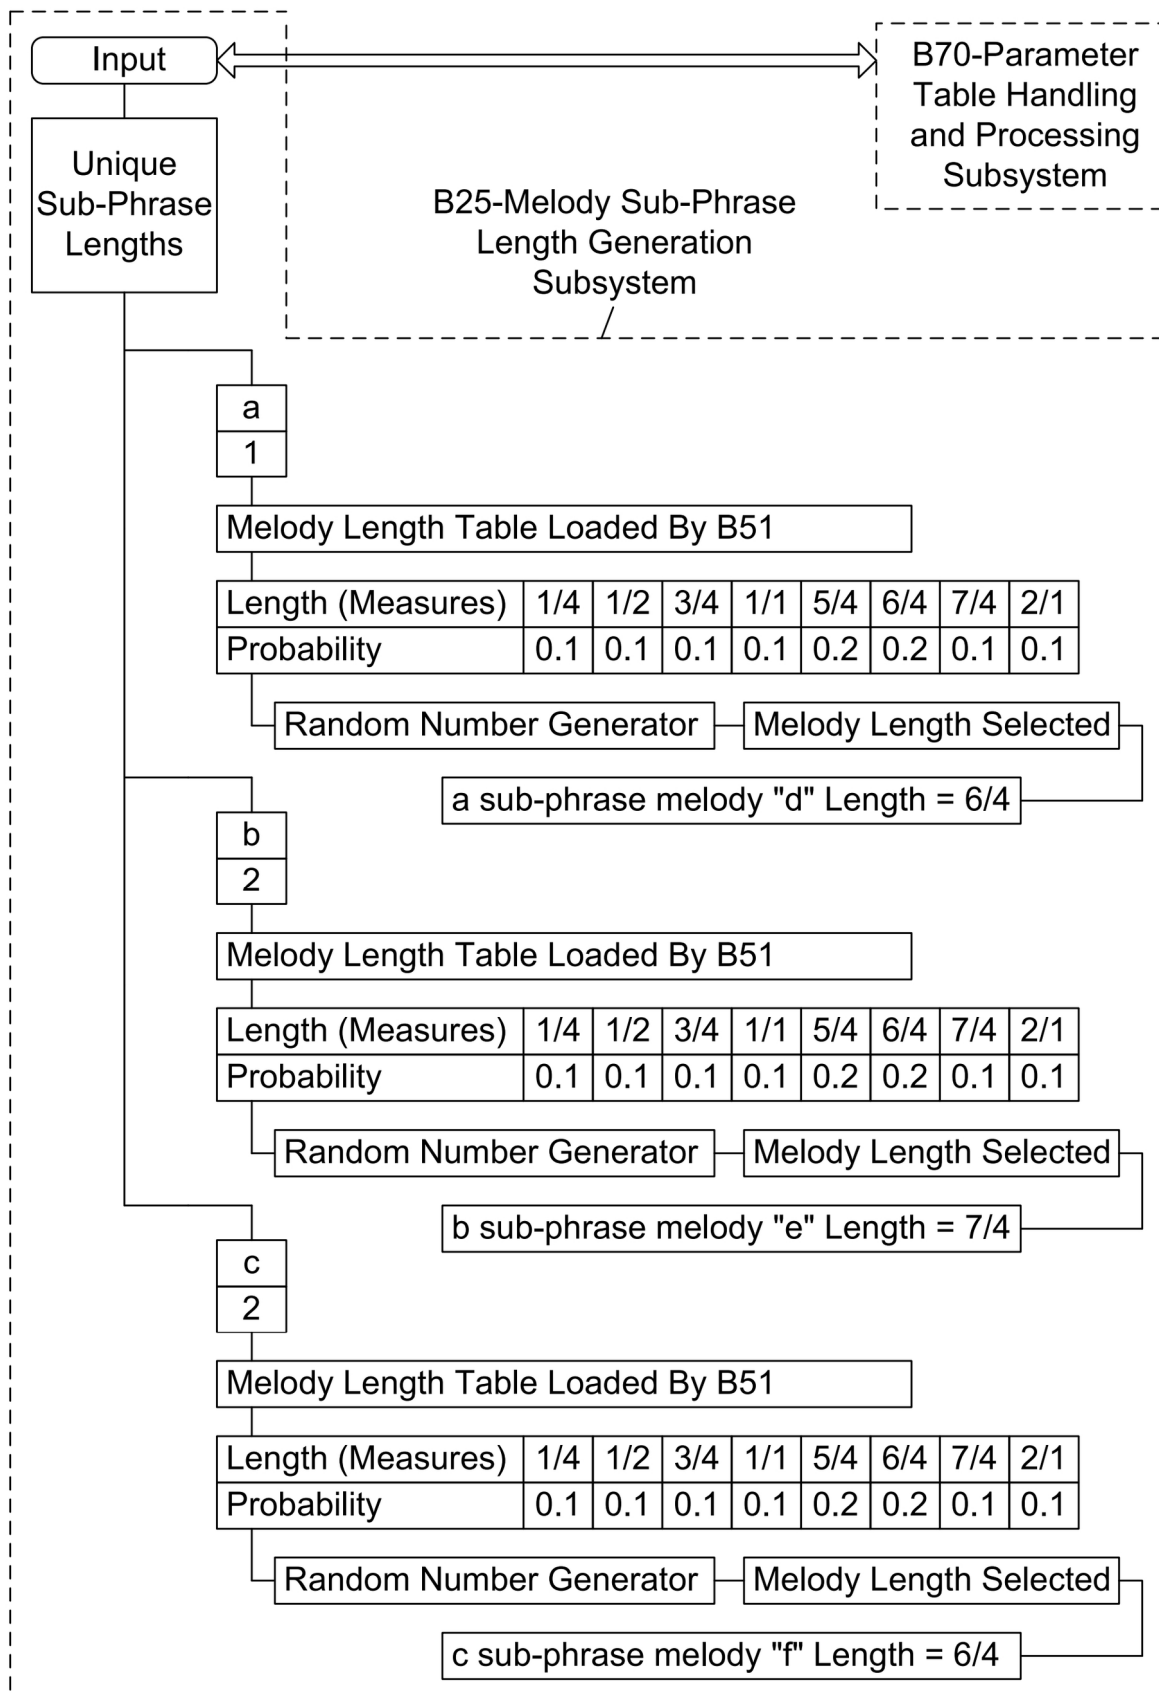 Input
B70-Parameter
Table Handling
and Processing
Subsystem
Unique
Sub-Phrase
Lengths
B25-Melody Sub-Phrase
Length Generation
Subsystem
a
1
Melody Length Table Loaded By B51
Length (Measures) 1/4 1/2 3/4 1/1 5/4 6/4 7/4 2/1
Probability 0.1 0.1 0.1 0.1 0.2 0.2 0.1 0.1
Random Number Generator Melody Length Selected
a sub-phrase melody "d" Length = 6/4
b
2
Melody Length Table Loaded By B51
Length (Measures) 1/4 1/2 3/4 1/1 5/4 6/4 7/4 2/1
Probability 0.1 0.1 0.1 0.1 0.2 0.2 0.1 0.1
Random Number Generator Melody Length Selected
b sub-phrase melody "e" Length = 7/4
c
2
Melody Length Table Loaded By B51
Length (Measures) 1/4 1/2 3/4 1/1 5/4 6/4 7/4 2/1
Probability 0.1 0.1 0.1 0.1 0.2 0.2 0.1 0.1
Random Number Generator Melody Length Selected
c sub-phrase melody "f" Length = 6/4